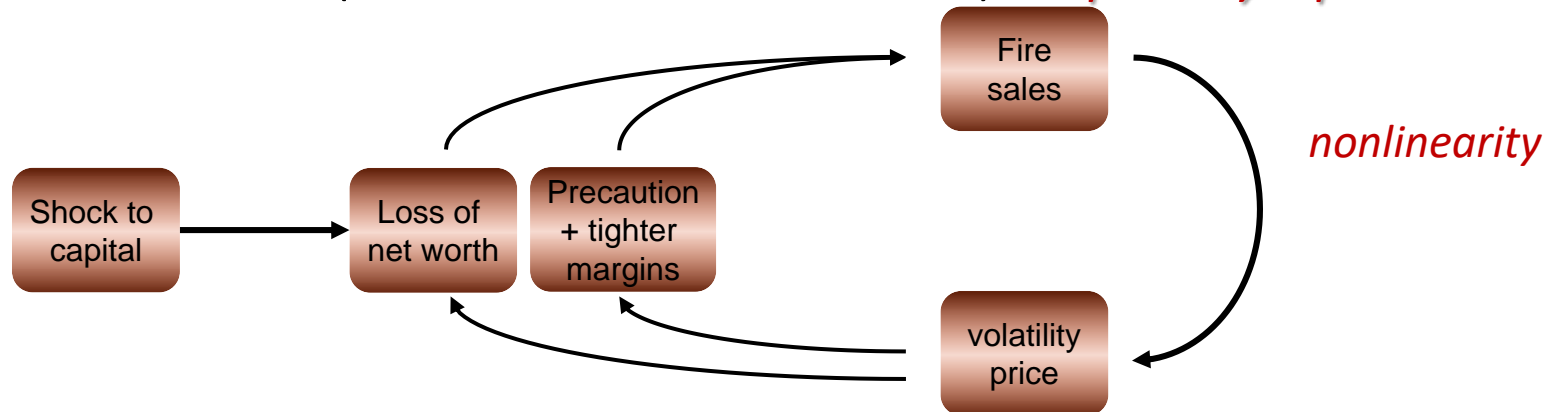 Fire
sales
nonlinearity
Shock to
capital
Loss of
net worth
Precaution
+ tighter
margins
volatility
price